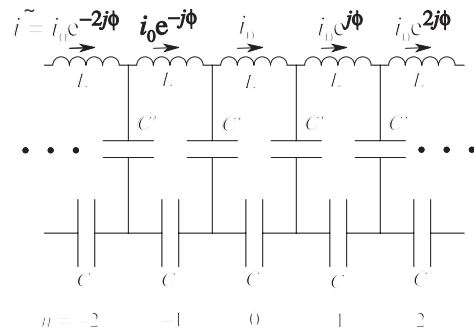 ĩ = i₀e^{-2jϕ} i₀e^{-jϕ} i₀ i₀e^{jϕ} i₀e^{2jϕ}
L L L L L
C' C' C' C'
C C C C C
n = -2 -1 0 1 2